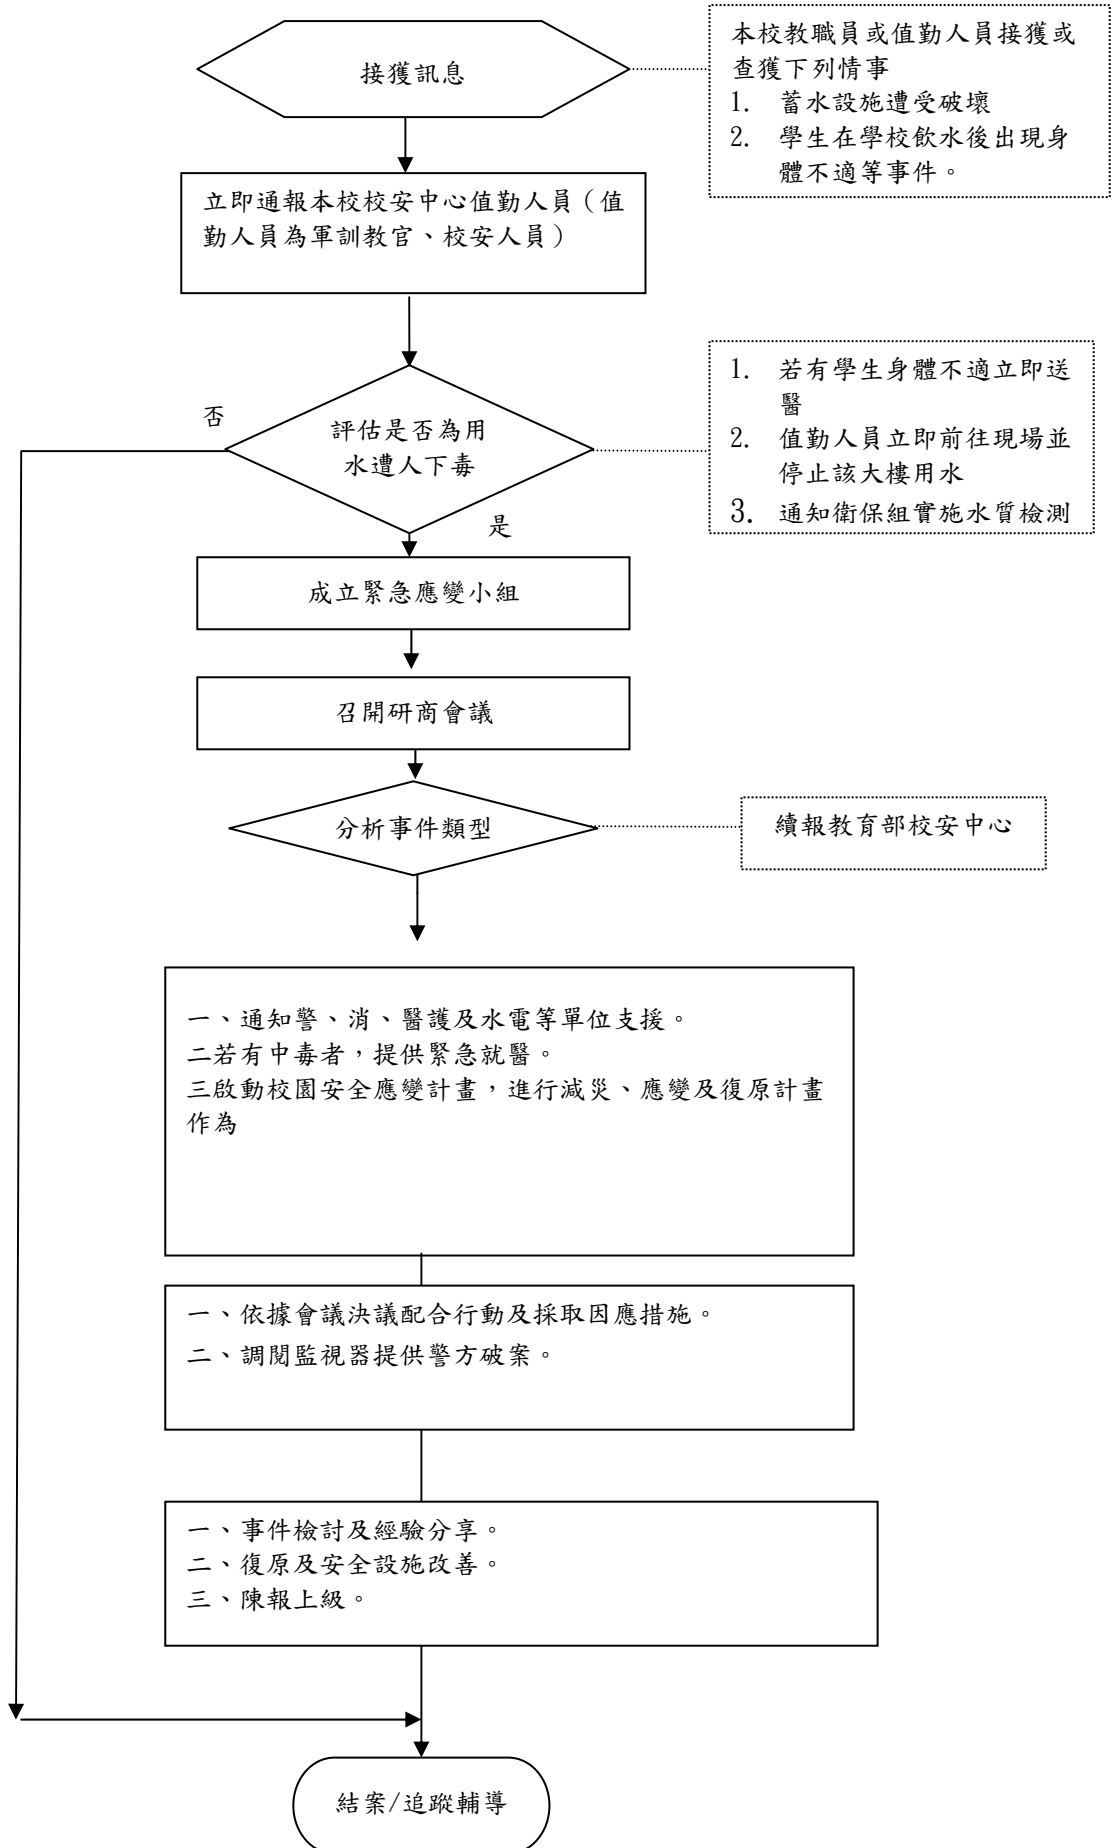 接獲訊息
本校教職員或值勤人員接獲或
查獲下列情事
1. 蓄水設施遭受破壞
2. 學生在學校飲水後出現身
體不適等事件。
立即通報本校校安中心值勤人員（值
勤人員為軍訓教官、校安人員）
否
評估是否為用
水遭人下毒
是
1. 若有學生身體不適立即送
醫
2. 值勤人員立即前往現場並
停止該大樓用水
3. 通知衛保組實施水質檢測
成立緊急應變小組
召開研商會議
分析事件類型
續報教育部校安中心
一、通知警、消、醫護及水電等單位支援。
二若有中毒者，提供緊急就醫。
三啟動校園安全應變計畫，進行減災、應變及復原計畫
作為
一、依據會議決議配合行動及採取因應措施。
二、調閱監視器提供警方破案。
一、事件檢討及經驗分享。
二、復原及安全設施改善。
三、陳報上級。
結案/追蹤輔導